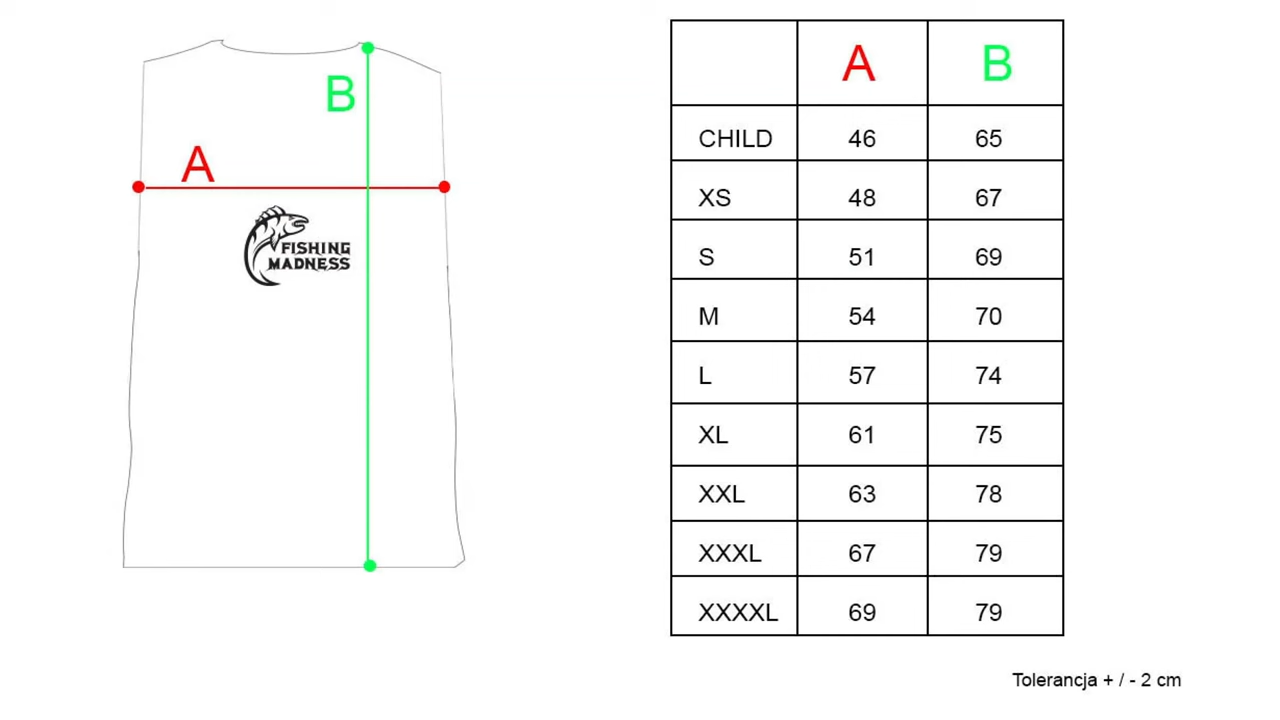 B
A
FISHING
MADNESS
A B
CHILD 46 65
XS 48 67
S 51 69
M 54 70
L 57 74
XL 61 75
XXL 63 78
XXXL 67 79
XXXXL 69 79
Tolerancja + / - 2 cm